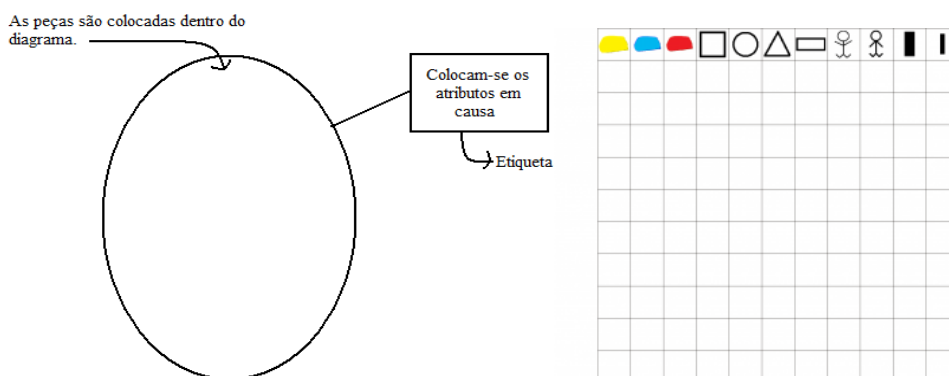 As peças são colocadas dentro do
diagrama.
Colocam-se os
atributos em
causa
Etiqueta